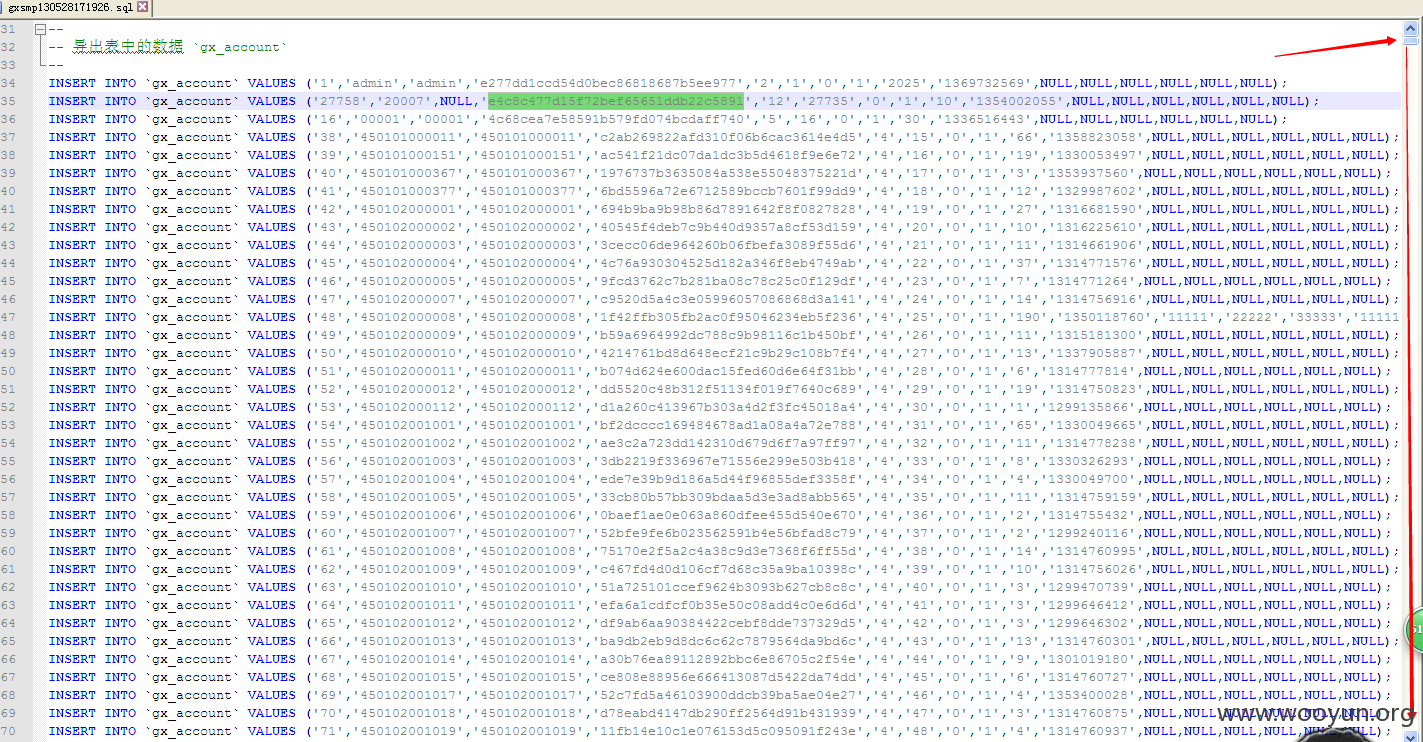 gxsmp130528171926.sql
31 --
32 -- 异出表中的数据 `gx_account`
33 --
34 INSERT INTO `gx_account` VALUES ('1','admin','admin','e277dd1ccd54d0bec86818687b5ee977','2','1','0','1','2025','1369732569',NULL,NULL,NULL,NULL,NULL,NULL);
35 INSERT INTO `gx_account` VALUES ('27758','20007',NULL,'e4c8c477d15f72bef65651ddb22c5891','12','27735','0','1','10','1354002055',NULL,NULL,NULL,NULL,NULL,NULL);
36 INSERT INTO `gx_account` VALUES ('16','00001','00001','4c68cea7e58591b579fd074bcdaff740','5','16','0','1','30','1336516443',NULL,NULL,NULL,NULL,NULL,NULL);
37 INSERT INTO `gx_account` VALUES ('38','450101000011','450101000011','c2ab269822afd310f06b6cac3614e4d5','4','15','0','1','66','1358823058',NULL,NULL,NULL,NULL,NULL,NULL);
38 INSERT INTO `gx_account` VALUES ('39','450101000151','450101000151','ac541f21dc07da1dc3b5d4618f9e6e72','4','16','0','1','19','1330053497',NULL,NULL,NULL,NULL,NULL,NULL);
39 INSERT INTO `gx_account` VALUES ('40','450101000367','450101000367','1976737b3635084a538e55048375221d','4','17','0','1','3','1353937560',NULL,NULL,NULL,NULL,NULL,NULL);
40 INSERT INTO `gx_account` VALUES ('41','450101000377','450101000377','6bd5596a72e6712589bccb7601f99dd9','4','18','0','1','12','1329987602',NULL,NULL,NULL,NULL,NULL,NULL);
41 INSERT INTO `gx_account` VALUES ('42','450102000001','450102000001','694b9ba9b98b86d7891642f8f0827828','4','19','0','1','27','1316681590',NULL,NULL,NULL,NULL,NULL,NULL);
42 INSERT INTO `gx_account` VALUES ('43','450102000002','450102000002','40545f4deb7c9b440d9357a8cf53d159','4','20','0','1','10','1316225610',NULL,NULL,NULL,NULL,NULL,NULL);
43 INSERT INTO `gx_account` VALUES ('44','450102000003','450102000003','3cecc06de964260b06fbefa3089f55d6','4','21','0','1','11','1314661906',NULL,NULL,NULL,NULL,NULL,NULL);
44 INSERT INTO `gx_account` VALUES ('45','450102000004','450102000004','4c76a930304525d182a346f8eb4749ab','4','22','0','1','37','1314771576',NULL,NULL,NULL,NULL,NULL,NULL);
45 INSERT INTO `gx_account` VALUES ('46','450102000005','450102000005','9fcd3762c7b281ba08c78c25c0f129df','4','23','0','1','7','1314771264',NULL,NULL,NULL,NULL,NULL,NULL);
46 INSERT INTO `gx_account` VALUES ('47','450102000007','450102000007','c9520d5a4c3e05996057086868d3a141','4','24','0','1','14','1314756916',NULL,NULL,NULL,NULL,NULL,NULL);
47 INSERT INTO `gx_account` VALUES ('48','450102000008','450102000008','1f42ffb305fb2ac0f95046234eb5f236','4','25','0','1','190','1350118760','11111','22222','33333','11111
48 INSERT INTO `gx_account` VALUES ('49','450102000009','450102000009','b59a6964992dc788c9b98116c1b450bf','4','26','0','1','11','1315181300',NULL,NULL,NULL,NULL,NULL,NULL);
49 INSERT INTO `gx_account` VALUES ('50','450102000010','450102000010','4214761bd8d648ecf21c9b29c108b7f4','4','27','0','1','13','1337905887',NULL,NULL,NULL,NULL,NULL,NULL);
50 INSERT INTO `gx_account` VALUES ('51','450102000011','450102000011','b074d624e600dac15fed60d6e64f31bb','4','28','0','1','6','1314777814',NULL,NULL,NULL,NULL,NULL,NULL);
51 INSERT INTO `gx_account` VALUES ('52','450102000012','450102000012','dd5520c48b312f51134f019f7640c689','4','29','0','1','19','1314750823',NULL,NULL,NULL,NULL,NULL,NULL);
52 INSERT INTO `gx_account` VALUES ('53','450102000112','450102000112','d1a260c413967b303a4d2f3fc45018a4','4','30','0','1','1','1299135866',NULL,NULL,NULL,NULL,NULL,NULL);
53 INSERT INTO `gx_account` VALUES ('54','450102001001','450102001001','bf2dcccc169484678ad1a08a4a72e788','4','31','0','1','65','1330049665',NULL,NULL,NULL,NULL,NULL,NULL);
54 INSERT INTO `gx_account` VALUES ('55','450102001002','450102001002','ae3c2a723dd142310d679d6f7a97ff97','4','32','0','1','11','1314778238',NULL,NULL,NULL,NULL,NULL,NULL);
55 INSERT INTO `gx_account` VALUES ('56','450102001003','450102001003','3db2219f336967e71556e299e503b418','4','33','0','1','8','1330326293',NULL,NULL,NULL,NULL,NULL,NULL);
56 INSERT INTO `gx_account` VALUES ('57','450102001004','450102001004','ede7e39b9d186a5d44f96855def3358f','4','34','0','1','4','1330049700',NULL,NULL,NULL,NULL,NULL,NULL);
57 INSERT INTO `gx_account` VALUES ('58','450102001005','450102001005','33cb80b57bb309bdaa5d3e3ad8abb565','4','35','0','1','11','1314759159',NULL,NULL,NULL,NULL,NULL,NULL);
58 INSERT INTO `gx_account` VALUES ('59','450102001006','450102001006','0baef1ae0e063a860dfee455d540e670','4','36','0','1','2','1314755432',NULL,NULL,NULL,NULL,NULL,NULL);
59 INSERT INTO `gx_account` VALUES ('60','450102001007','450102001007','52bfe9fe6b023562591b4e56bfad8c79','4','37','0','1','2','1299240116',NULL,NULL,NULL,NULL,NULL,NULL);
60 INSERT INTO `gx_account` VALUES ('61','450102001008','450102001008','75170e2f5a2c4a38c9d3e7368f6ff55d','4','38','0','1','14','1314760995',NULL,NULL,NULL,NULL,NULL,NULL);
61 INSERT INTO `gx_account` VALUES ('62','450102001009','450102001009','c467fd4d0d106cf7d68c35a9ba10398c','4','39','0','1','10','1314756026',NULL,NULL,NULL,NULL,NULL,NULL);
62 INSERT INTO `gx_account` VALUES ('63','450102001010','450102001010','51a725101ccef9624b3093b627cb8c8c','4','40','0','1','3','1299470739',NULL,NULL,NULL,NULL,NULL,NULL);
63 INSERT INTO `gx_account` VALUES ('64','450102001011','450102001011','efa6a1cdfcf0b35e50c08add4c0e6d6d','4','41','0','1','3','1299646412',NULL,NULL,NULL,NULL,NULL,NULL);
64 INSERT INTO `gx_account` VALUES ('65','450102001012','450102001012','df9ab6aa90384462cebf8dde737329d5','4','42','0','1','3','1299646302',NULL,NULL,NULL,NULL,NULL,NULL);
65 INSERT INTO `gx_account` VALUES ('66','450102001013','450102001013','ba9db2eb9d8dc6c62c7879564da9bd6c','4','43','0','1','13','1314760301',NULL,NULL,NULL,NULL,NULL,NULL);
66 INSERT INTO `gx_account` VALUES ('67','450102001014','450102001014','a30b76ea89112682bbc6e86705c2f54e','4','44','0','1','9','1301019180',NULL,NULL,NULL,NULL,NULL,NULL);
67 INSERT INTO `gx_account` VALUES ('68','450102001015','450102001015','ce808e88956e666413087d5422da74dd','4','45','0','1','6','1314760727',NULL,NULL,NULL,NULL,NULL,NULL);
68 INSERT INTO `gx_account` VALUES ('69','450102001017','450102001017','52c7fd5a46103900ddcb39ba5ae04e27','4','46','0','1','4','1353400028',NULL,NULL,NULL,NULL,NULL,NULL);
69 INSERT INTO `gx_account` VALUES ('70','450102001018','450102001018','d78eabd4147db290ff2564d91b431939','4','47','0','1','3','1314760875',NULL,NULL,NULL,NULL,NULL,NULL);
70 INSERT INTO `gx_account` VALUES ('71','450102001019','450102001019','11fb14e10c1e076153d5c095091f243e','4','48','0','1','4','1314760937',NULL,NULL,NULL,NULL,NULL,NULL);
51
www.wooyun.org